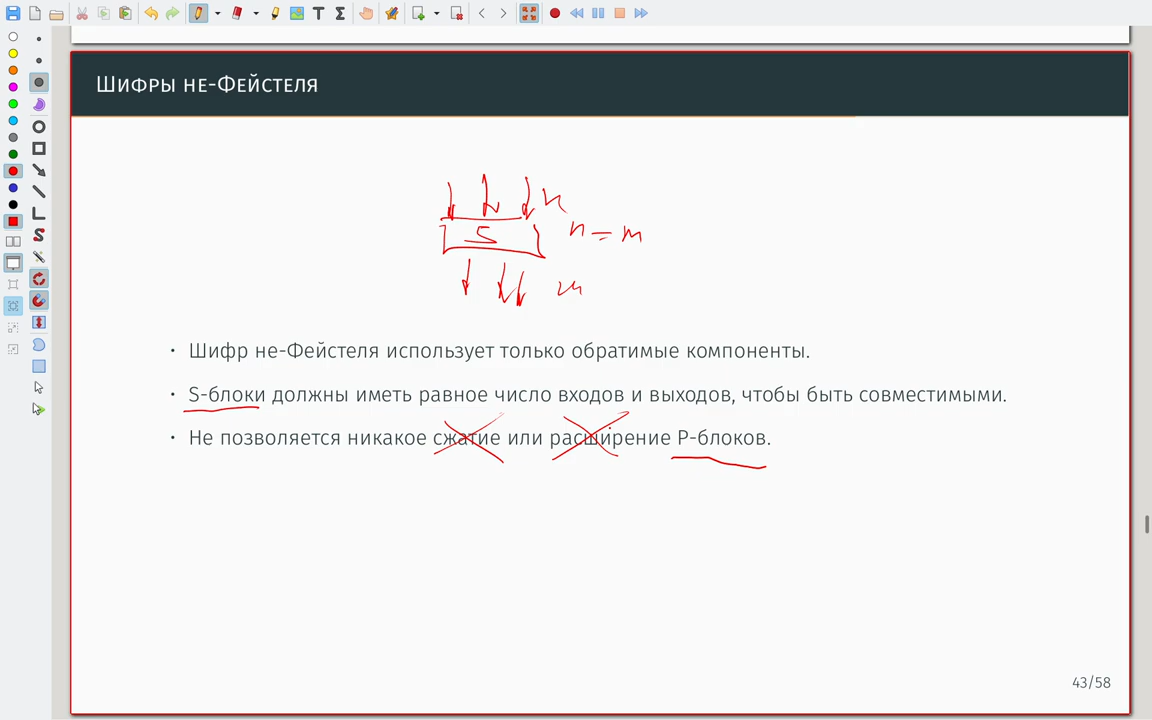 Шифры не-Фейстеля
n
S
n = m
m
· Шифр не-Фейстеля использует только обратимые компоненты.
· S-блоки должны иметь равное число входов и выходов, чтобы быть совместимыми.
· Не позволяется никакое сжатие или расширение P-блоков.
43/58